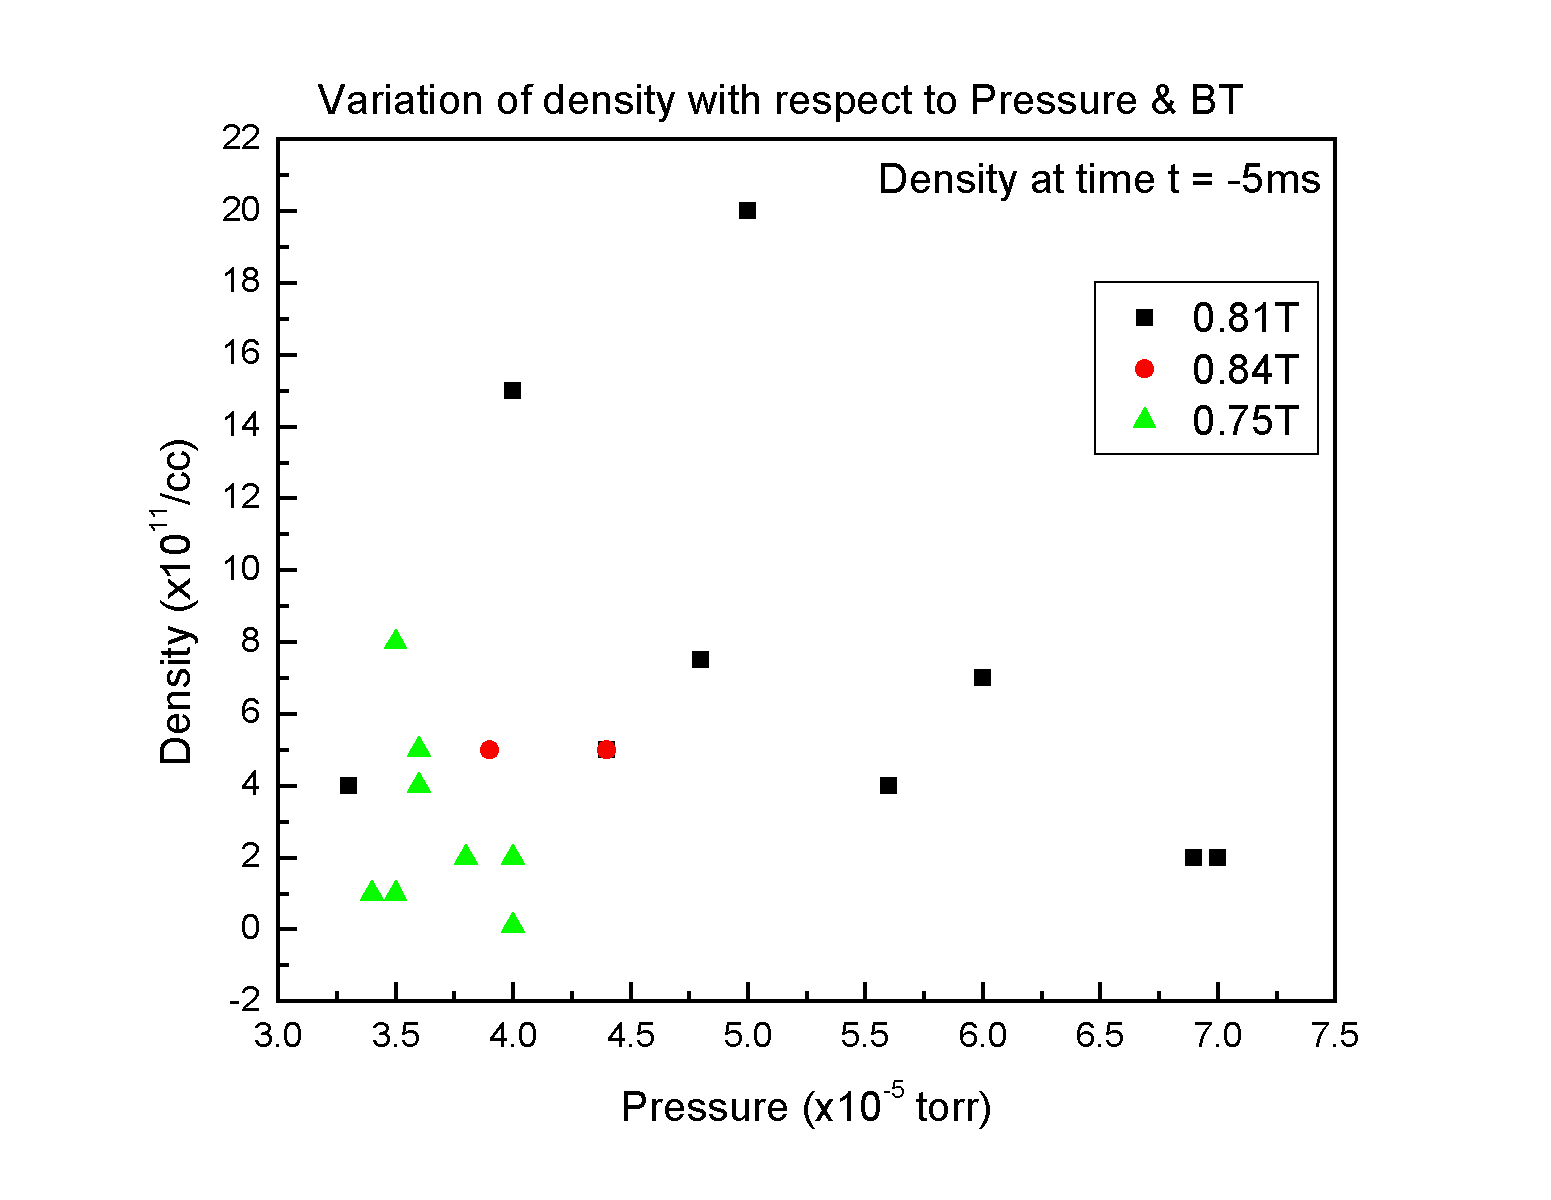 Variation of density with respect to Pressure & BT
Density at time t = -5ms
0.81T
0.84T
0.75T
22
20
18
16
14
12
10
8
6
4
2
0
-2
Density (x10¹¹/cc)
3.0 3.5 4.0 4.5 5.0 5.5 6.0 6.5 7.0 7.5
Pressure (x10⁻⁵ torr)